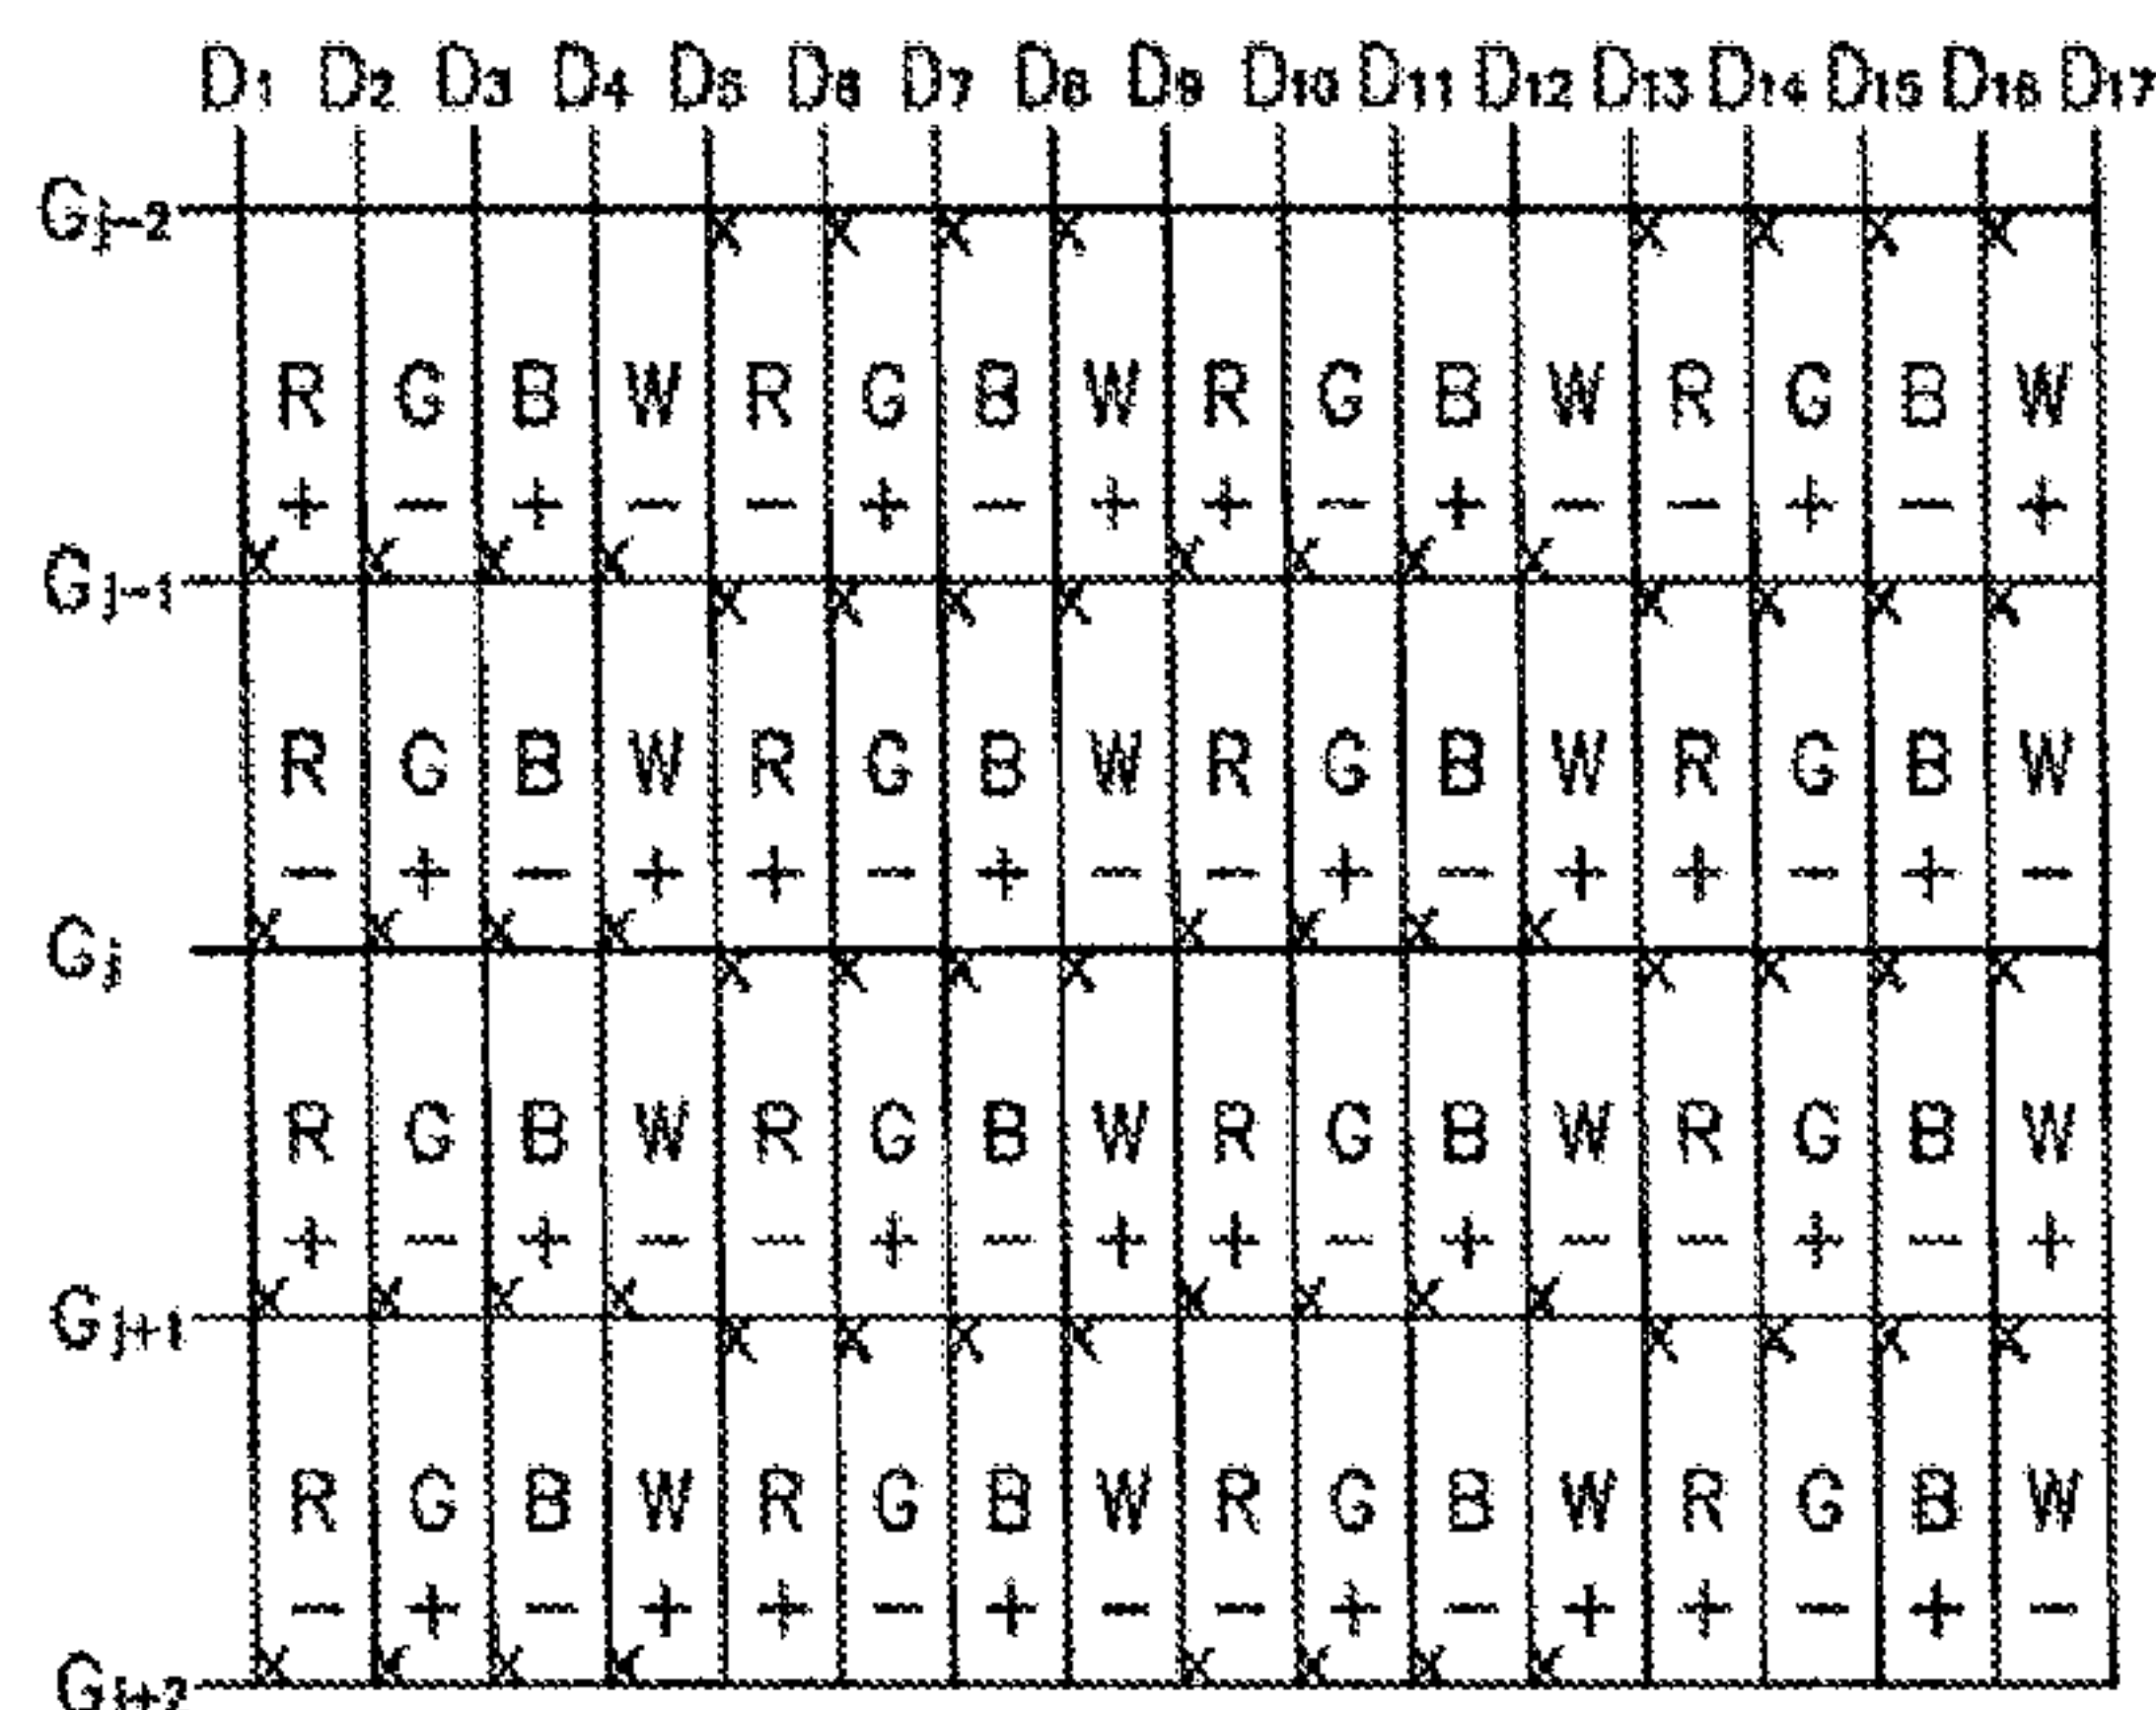 D1 D2 D3 D4 D5 D6 D7 D8 D9 D10 D11 D12 D13 D14 D15 D16 D17
Gj-2
R G B W R G B W R G B W R G B W
+ - + - - + - + + - + - - + - +
Gj-1
R G B W R G B W R G B W R G B W
- + - + + - + - - + - + + - + -
Gj
R G B W R G B W R G B W R G B W
+ - + - - + - + + - + - - + - +
Gj+1
R G B W R G B W R G B W R G B W
- + - + + - + - - + - + + - + -
Gj+2